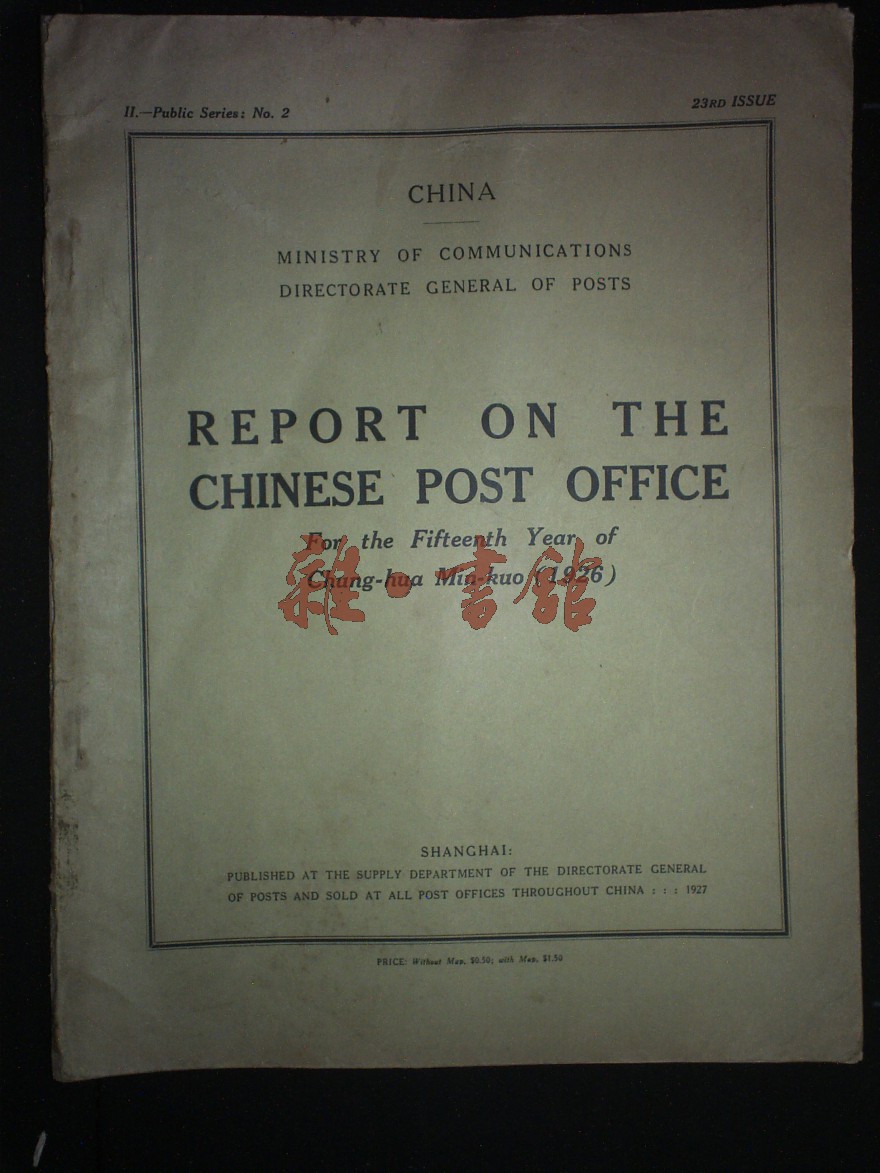 II.—Public Series: No. 2
23RD ISSUE
CHINA
MINISTRY OF COMMUNICATIONS
DIRECTORATE GENERAL OF POSTS
REPORT ON THE
CHINESE POST OFFICE
For the Fifteenth Year of
Chung-hua Min-kuo (1926)
雜·書館
SHANGHAI:
PUBLISHED AT THE SUPPLY DEPARTMENT OF THE DIRECTORATE GENERAL
OF POSTS AND SOLD AT ALL POST OFFICES THROUGHOUT CHINA : : : 1927
PRICE: Without Map, $0.50; with Map, $1.50